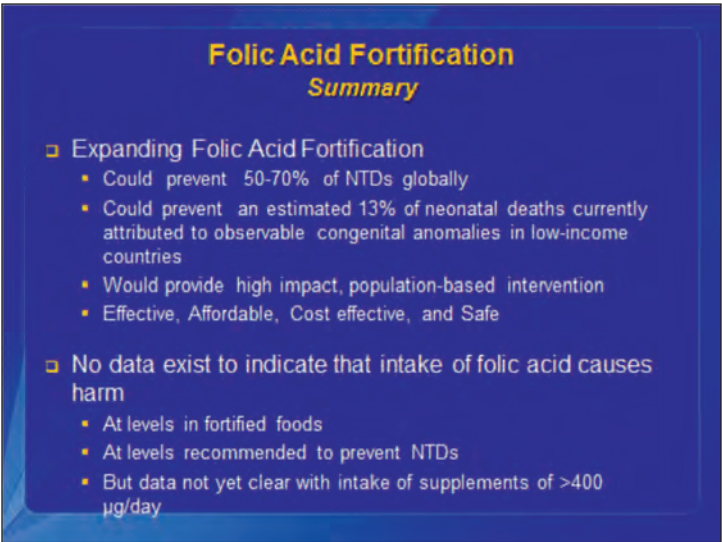 Folic Acid Fortification
Summary
❑ Expanding Folic Acid Fortification
▪ Could prevent 50-70% of NTDs globally
▪ Could prevent an estimated 13% of neonatal deaths currently
attributed to observable congenital anomalies in low-income
countries
▪ Would provide high impact, population-based intervention
▪ Effective, Affordable, Cost effective, and Safe
❑ No data exist to indicate that intake of folic acid causes
harm
▪ At levels in fortified foods
▪ At levels recommended to prevent NTDs
▪ But data not yet clear with intake of supplements of >400
µg/day